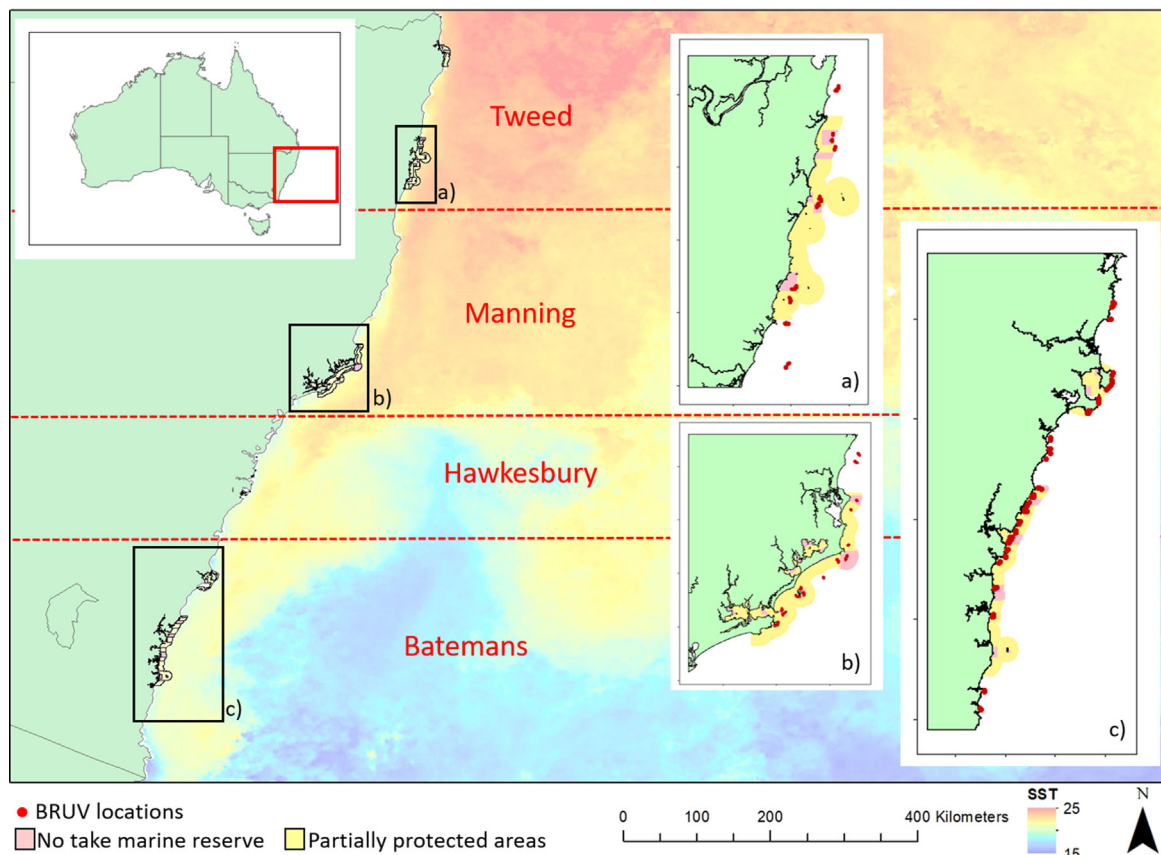 Tweed
a)
Manning
b)
Hawkesbury
Batemans
c)
a)
b)
c)
BRUV locations
No take marine reserve
Partially protected areas
0 100 200 400 Kilometers
SST
25
15
N